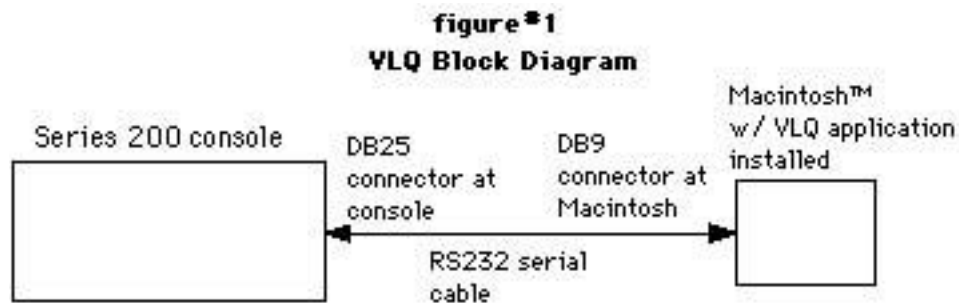 figure#1
VLQ Block Diagram
Series 200 console
DB25
connector at
console
DB9
connector at
Macintosh
Macintosh™
w/ VLQ application
installed
RS232 serial
cable